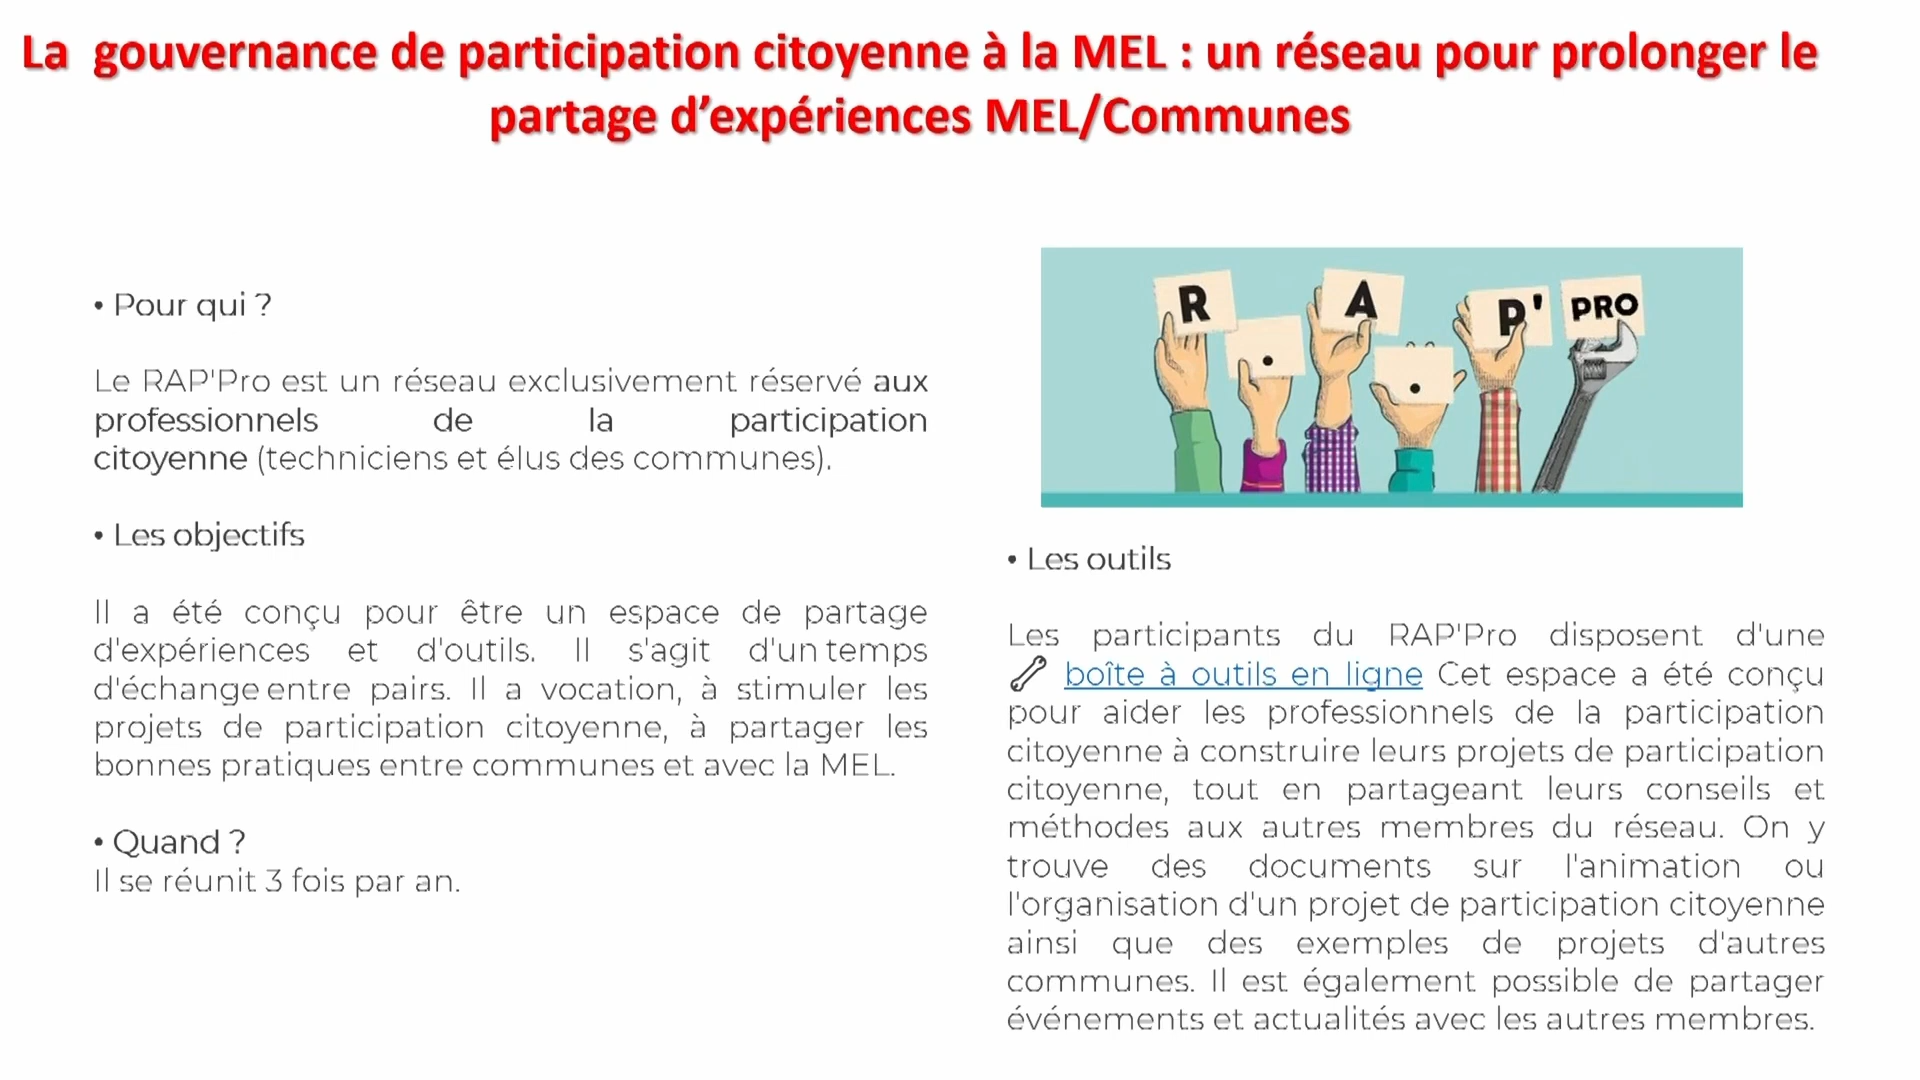 La gouvernance de participation citoyenne à la MEL : un réseau pour prolonger le
partage d’expériences MEL/Communes
• Pour qui ?
Le RAP'Pro est un réseau exclusivement réservé aux
professionnels de la participation
citoyenne (techniciens et élus des communes).
• Les objectifs
Il a été conçu pour être un espace de partage
d'expériences et d'outils. Il s'agit d'un temps
d'échange entre pairs. Il a vocation, à stimuler les
projets de participation citoyenne, à partager les
bonnes pratiques entre communes et avec la MEL.
• Quand ?
Il se réunit 3 fois par an.
R . A . P' PRO
• Les outils
Les participants du RAP'Pro disposent d'une
boîte à outils en ligne Cet espace a été conçu
pour aider les professionnels de la participation
citoyenne à construire leurs projets de participation
citoyenne, tout en partageant leurs conseils et
méthodes aux autres membres du réseau. On y
trouve des documents sur l'animation ou
l'organisation d'un projet de participation citoyenne
ainsi que des exemples de projets d'autres
communes. Il est également possible de partager
événements et actualités avec les autres membres.